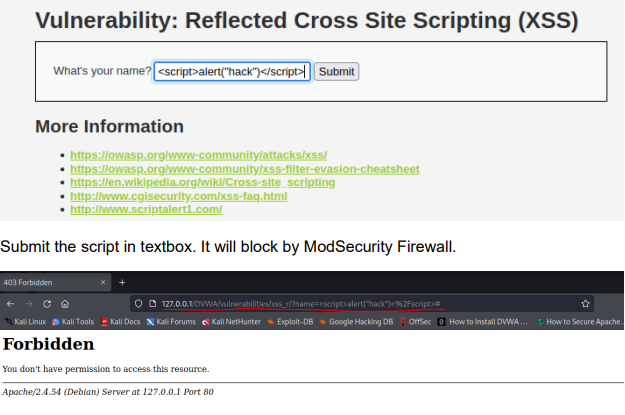 Vulnerability: Reflected Cross Site Scripting (XSS)
What's your name? <script>alert("hack")</script> Submit
More Information
• https://owasp.org/www-community/attacks/xss/
• https://owasp.org/www-community/xss-filter-evasion-cheatsheet
• https://en.wikipedia.org/wiki/Cross-site_scripting
• http://www.cgisecurity.com/xss-faq.html
• http://www.scriptalert1.com/
Submit the script in textbox. It will block by ModSecurity Firewall.
403 Forbidden
127.0.0.1/DVWA/vulnerabilities/xss_r/?name=<script>alert("hack")<%2Fscript>#
Kali Linux Kali Tools Kali Docs Kali Forums Kali NetHunter Exploit-DB Google Hacking DB OffSec How to Install DVWA ... How to Secure Apache...
Forbidden
You don't have permission to access this resource.
Apache/2.4.54 (Debian) Server at 127.0.0.1 Port 80